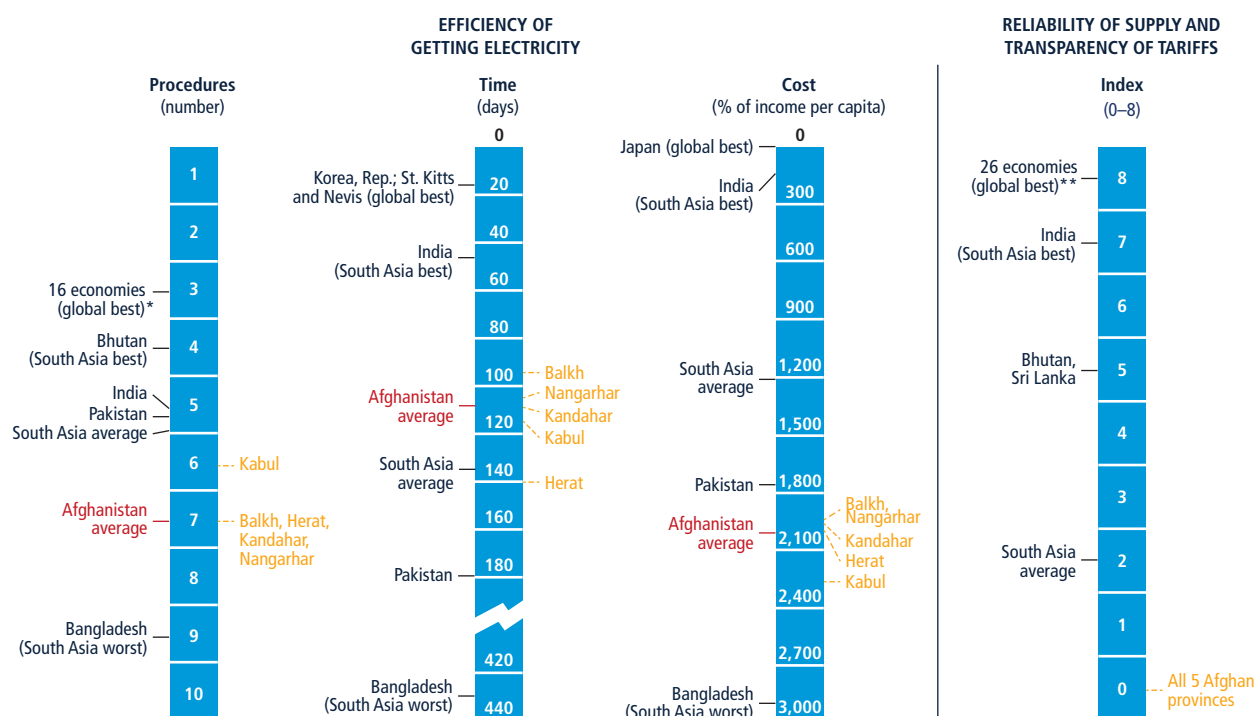 EFFICIENCY OF
GETTING ELECTRICITY
RELIABILITY OF SUPPLY AND
TRANSPARENCY OF TARIFFS
Procedures
(number)
1
2
3
4
5
6
7
8
9
10
16 economies
(global best)*
Bhutan
(South Asia best)
India
Pakistan
South Asia average
Afghanistan
average
Bangladesh
(South Asia worst)
Kabul
Balkh, Herat,
Kandahar,
Nangarhar
Time
(days)
0
20
40
60
80
100
120
140
160
180
420
440
Korea, Rep.; St. Kitts
and Nevis (global best)
India
(South Asia best)
Afghanistan
average
South Asia
average
Pakistan
Bangladesh
(South Asia worst)
Balkh
Nangarhar
Kandahar
Kabul
Herat
Cost
(% of income per capita)
0
300
600
900
1,200
1,500
1,800
2,100
2,400
2,700
3,000
Japan (global best)
India
(South Asia best)
South Asia
average
Pakistan
Afghanistan
average
Bangladesh
(South Asia worst)
Balkh,
Nangarhar
Kandahar
Herat
Kabul
Index
(0–8)
8
7
6
5
4
3
2
1
0
26 economies
(global best)**
India
(South Asia best)
Bhutan,
Sri Lanka
South Asia
average
All 5 Afghan
provinces